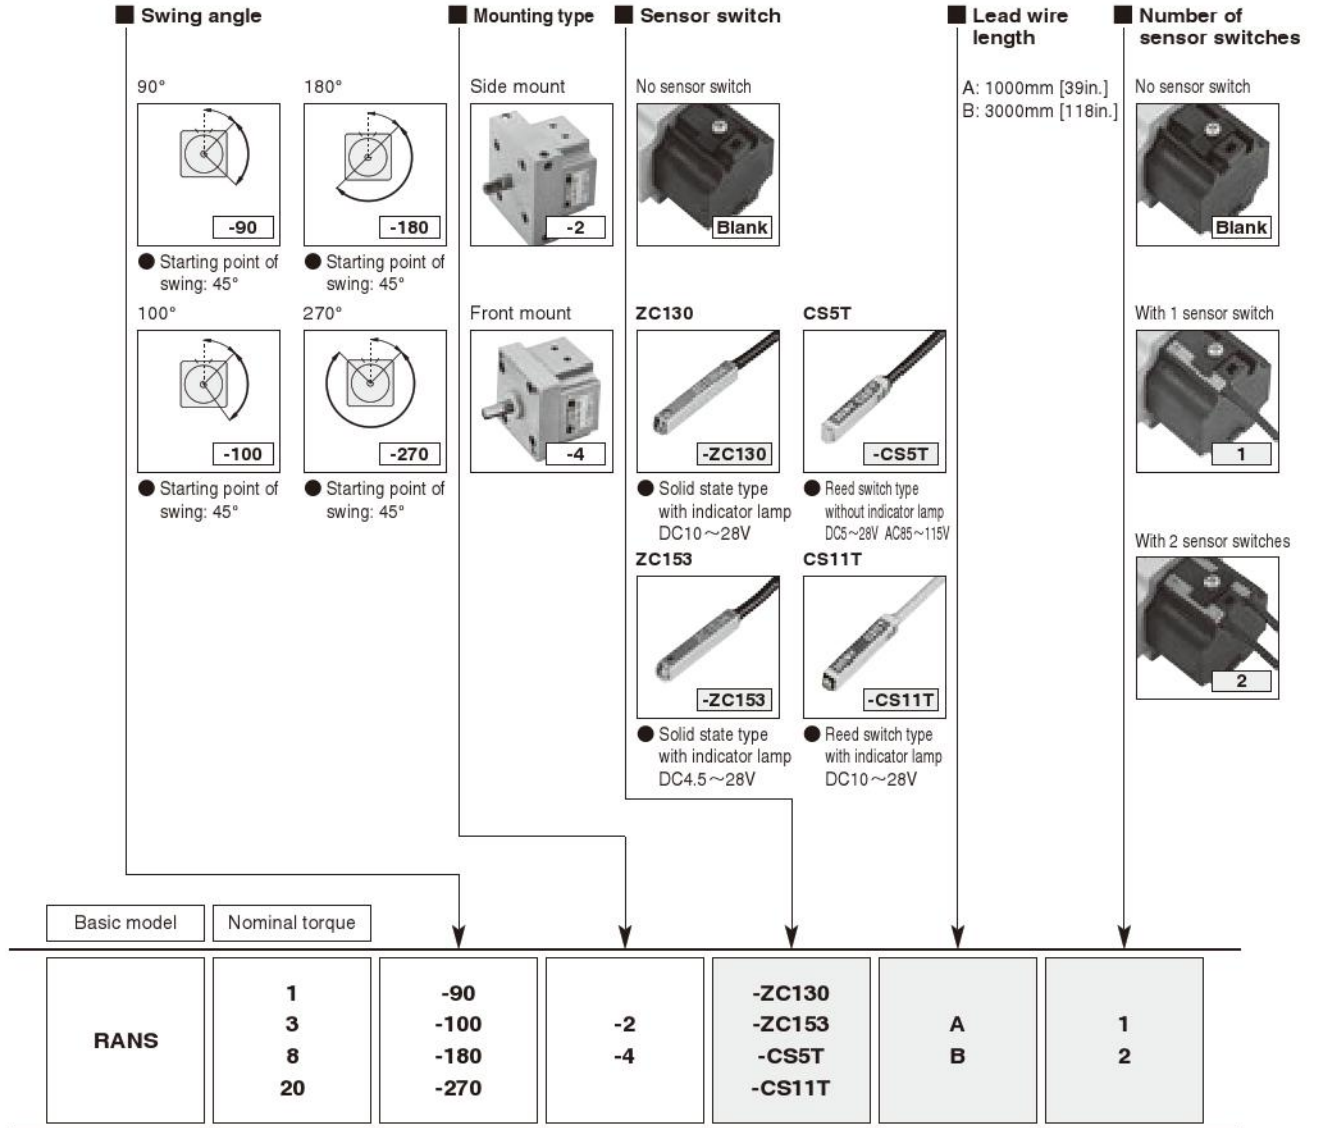 ■ Swing angle
90°
-90
● Starting point of
swing: 45°
180°
-180
● Starting point of
swing: 45°
100°
-100
● Starting point of
swing: 45°
270°
-270
● Starting point of
swing: 45°
■ Mounting type
Side mount
-2
Front mount
-4
■ Sensor switch
No sensor switch
Blank
ZC130
-ZC130
● Solid state type
with indicator lamp
DC10～28V
CS5T
-CS5T
● Reed switch type
without indicator lamp
DC5～28V AC85～115V
ZC153
-ZC153
● Solid state type
with indicator lamp
DC4.5～28V
CS11T
-CS11T
● Reed switch type
with indicator lamp
DC10～28V
■ Lead wire
length
A: 1000mm [39in.]
B: 3000mm [118in.]
■ Number of
sensor switches
No sensor switch
Blank
With 1 sensor switch
1
With 2 sensor switches
2
Basic model
Nominal torque
RANS
1
3
8
20
-90
-100
-180
-270
-2
-4
-ZC130
-ZC153
-CS5T
-CS11T
A
B
1
2